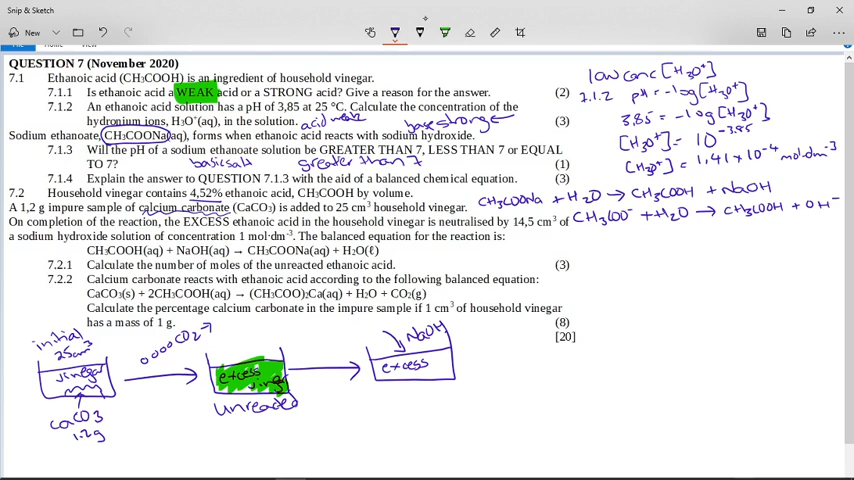 Snip & Sketch
New
Home
View
QUESTION 7 (November 2020)
7.1 Ethanoic acid (CH3COOH) is an ingredient of household vinegar.
7.1.1 Is ethanoic acid a WEAK acid or a STRONG acid? Give a reason for the answer. (2)
7.1.2 An ethanoic acid solution has a pH of 3,85 at 25 °C. Calculate the concentration of the
hydronium ions, H₃O⁺(aq), in the solution. (3)
acid weak
base strong
Sodium ethanoate, CH3COONa(aq), forms when ethanoic acid reacts with sodium hydroxide.
7.1.3 Will the pH of a sodium ethanoate solution be GREATER THAN 7, LESS THAN 7 or EQUAL
TO 7? (1)
basic salt greater than 7
7.1.4 Explain the answer to QUESTION 7.1.3 with the aid of a balanced chemical equation. (3)
7.2 Household vinegar contains 4,52% ethanoic acid, CH3COOH by volume.
A 1,2 g impure sample of calcium carbonate (CaCO3) is added to 25 cm³ household vinegar.
On completion of the reaction, the EXCESS ethanoic acid in the household vinegar is neutralised by 14,5 cm³ of
a sodium hydroxide solution of concentration 1 mol·dm⁻³. The balanced equation for the reaction is:
CH3COOH(aq) + NaOH(aq) → CH3COONa(aq) + H2O(ℓ)
7.2.1 Calculate the number of moles of the unreacted ethanoic acid. (3)
7.2.2 Calcium carbonate reacts with ethanoic acid according to the following balanced equation:
CaCO3(s) + 2CH3COOH(aq) → (CH3COO)2Ca(aq) + H2O + CO2(g)
Calculate the percentage calcium carbonate in the impure sample if 1 cm³ of household vinegar
has a mass of 1 g. (8)
[20]
low conc [H₃O⁺]
7.1.2 pH = -log[H₃O⁺]
3.85 = -log[H₃O⁺]
[H₃O⁺] = 10^-3.85
[H₃O⁺] = 1,41 × 10⁻⁴ mol·dm⁻³
CH₃COONa + H₂O → CH₃COOH + NaOH
CH₃COO⁻ + H₂O → CH₃COOH + OH⁻
initial
25cm³
vinegar
CaCO3
1.2g
CO2
excess
vinegar
Unreacted
NaOH
excess